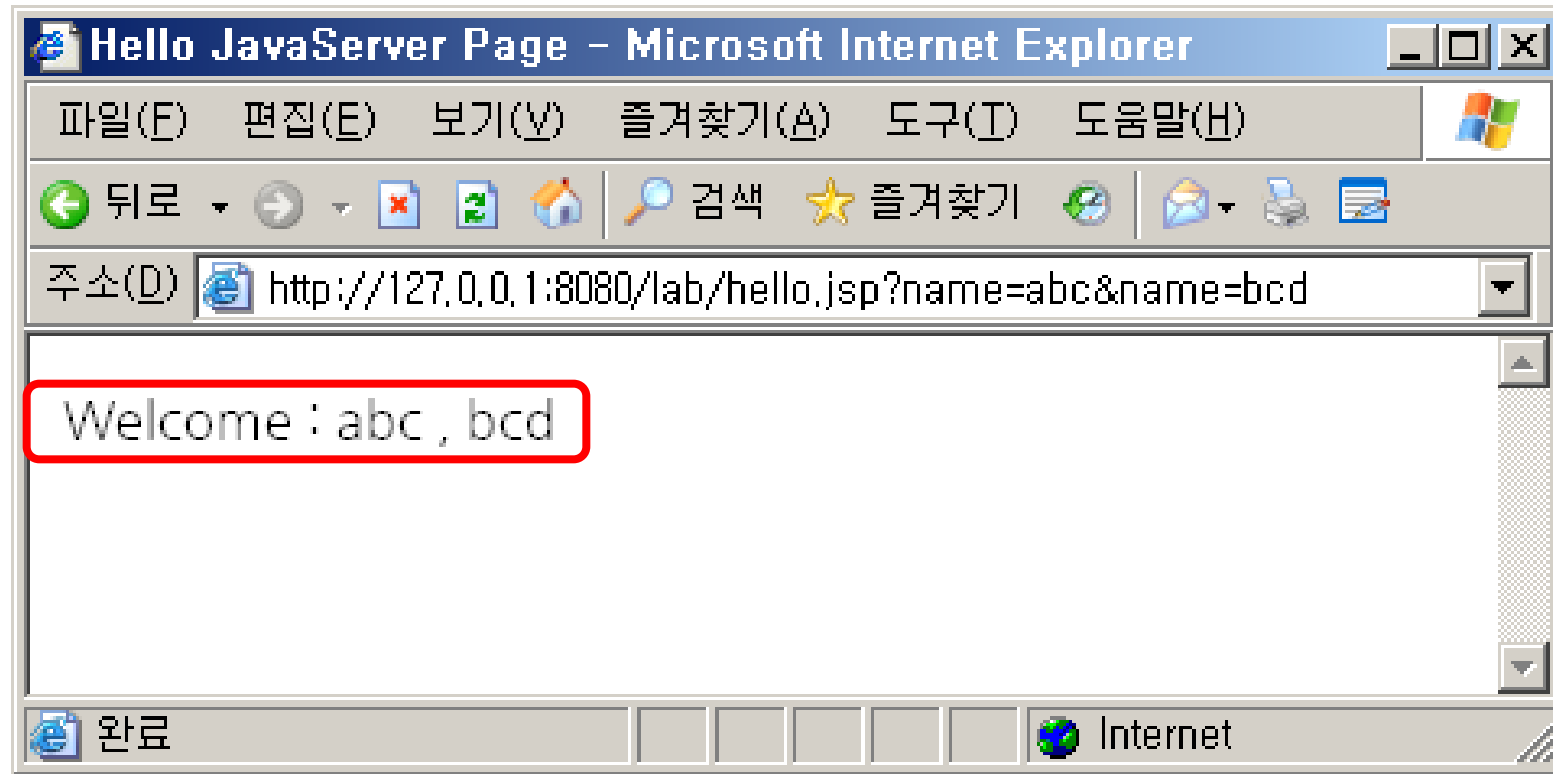 Hello JavaServer Page - Microsoft Internet Explorer
파일(F) 편집(E) 보기(V) 즐겨찾기(A) 도구(T) 도움말(H)
뒤로 검색 즐겨찾기
주소(D) http://127.0.0.1:8080/lab/hello.jsp?name=abc&name=bcd
Welcome : abc , bcd
완료 Internet